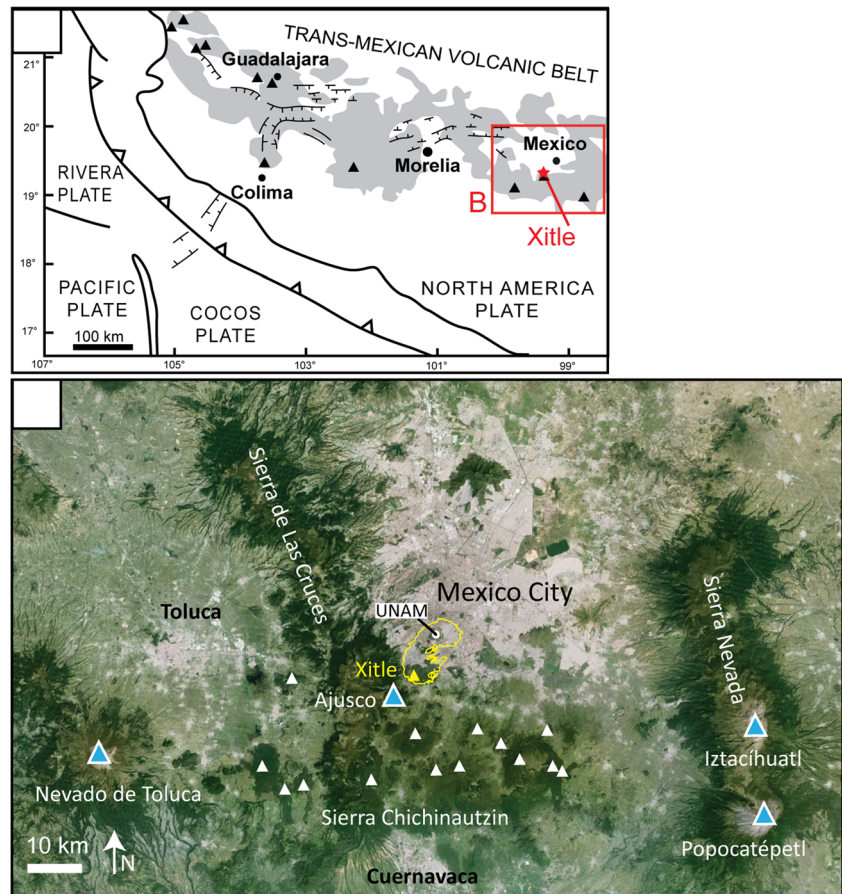 TRANS-MEXICAN VOLCANIC BELT
21°
Guadalajara
20°
Mexico
Morelia
RIVERA
PLATE
Colima
19°
B
Xitle
18°
PACIFIC
PLATE
COCOS
PLATE
NORTH AMERICA
PLATE
17°
100 km
107°
105°
103°
101°
99°
Sierra de Las Cruces
Mexico City
Toluca
UNAM
Sierra Nevada
Xitle
Ajusco
Iztacíhuatl
Nevado de Toluca
Sierra Chichinautzin
Popocatépetl
10 km
N
Cuernavaca